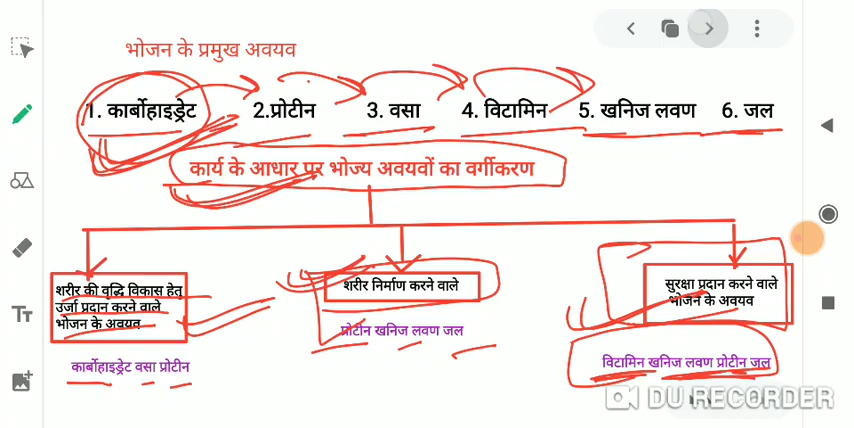 भोजन के प्रमुख अवयव
1. कार्बोहाइड्रेट 2.प्रोटीन 3. वसा 4. विटामिन 5. खनिज लवण 6. जल
कार्य के आधार पर भोज्य अवयवों का वर्गीकरण
शरीर की वृद्धि विकास हेतु
उर्जा प्रदान करने वाले
भोजन के अवयव
कार्बोहाइड्रेट वसा प्रोटीन
शरीर निर्माण करने वाले
प्रोटीन खनिज लवण जल
सुरक्षा प्रदान करने वाले
भोजन के अवयव
विटामिन खनिज लवण प्रोटीन जल
Tт
DU RECORDER